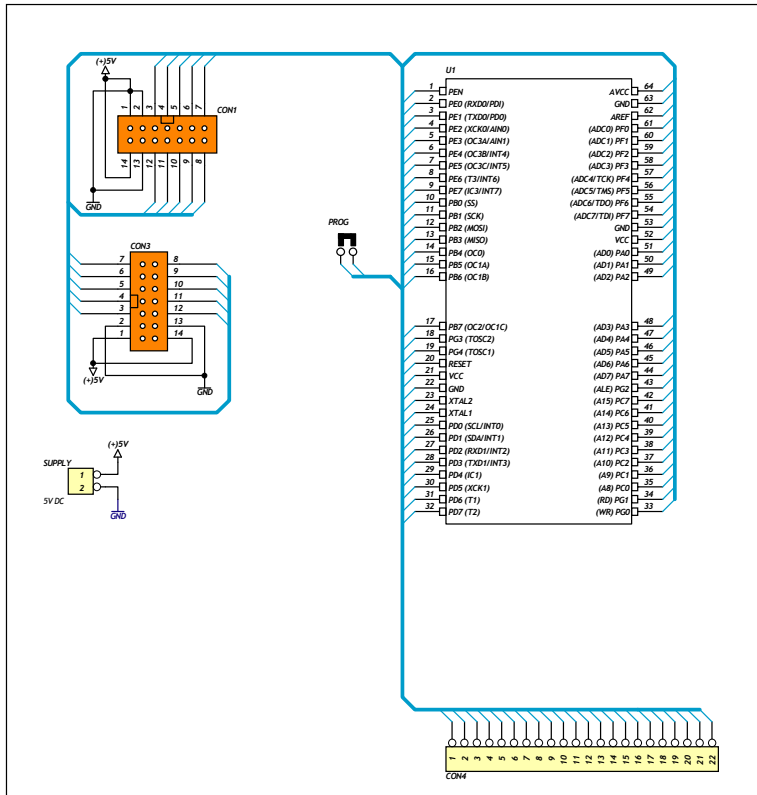 (+)5V
1 2 3 4 5 6 7
CON1
14 13 12 11 10 9 8
GND
CON3
7 8
6 9
5 10
4 11
3 12
2 13
1 14
(+)5V
GND
(+)5V
SUPPLY
1
2
5V DC
GND
PROG
U1
1 PEN AVCC 64
2 PE0 (RXD0/PDI) GND 63
3 PE1 (TXD0/PD0) AREF 62
4 PE2 (XCK0/AIN0) (ADC0) PF0 61
5 PE3 (OC3A/AIN1) (ADC1) PF1 60
6 PE4 (OC3B/INT4) (ADC2) PF2 59
7 PE5 (OC3C/INT5) (ADC3) PF3 58
8 PE6 (T3/INT6) (ADC4/TCK) PF4 57
9 PE7 (IC3/INT7) (ADC5/TMS) PF5 56
10 PB0 (SS) (ADC6/TDO) PF6 55
11 PB1 (SCK) (ADC7/TDI) PF7 54
12 PB2 (MOSI) GND 53
13 PB3 (MISO) VCC 52
14 PB4 (OC0) (AD0) PA0 51
15 PB5 (OC1A) (AD1) PA1 50
16 PB6 (OC1B) (AD2) PA2 49
17 PB7 (OC2/OC1C) (AD3) PA3 48
18 PG3 (TOSC2) (AD4) PA4 47
19 PG4 (TOSC1) (AD5) PA5 46
20 RESET (AD6) PA6 45
21 VCC (AD7) PA7 44
22 GND (ALE) PG2 43
23 XTAL2 (A15) PC7 42
24 XTAL1 (A14) PC6 41
25 PD0 (SCL/INT0) (A13) PC5 40
26 PD1 (SDA/INT1) (A12) PC4 39
27 PD2 (RXD1/INT2) (A11) PC3 38
28 PD3 (TXD1/INT3) (A10) PC2 37
29 PD4 (IC1) (A9) PC1 36
30 PD5 (XCK1) (A8) PC0 35
31 PD6 (T1) (RD) PG1 34
32 PD7 (T2) (WR) PG0 33
1 2 3 4 5 6 7 8 9 10 11 12 13 14 15 16 17 18 19 20 21 22
CON4